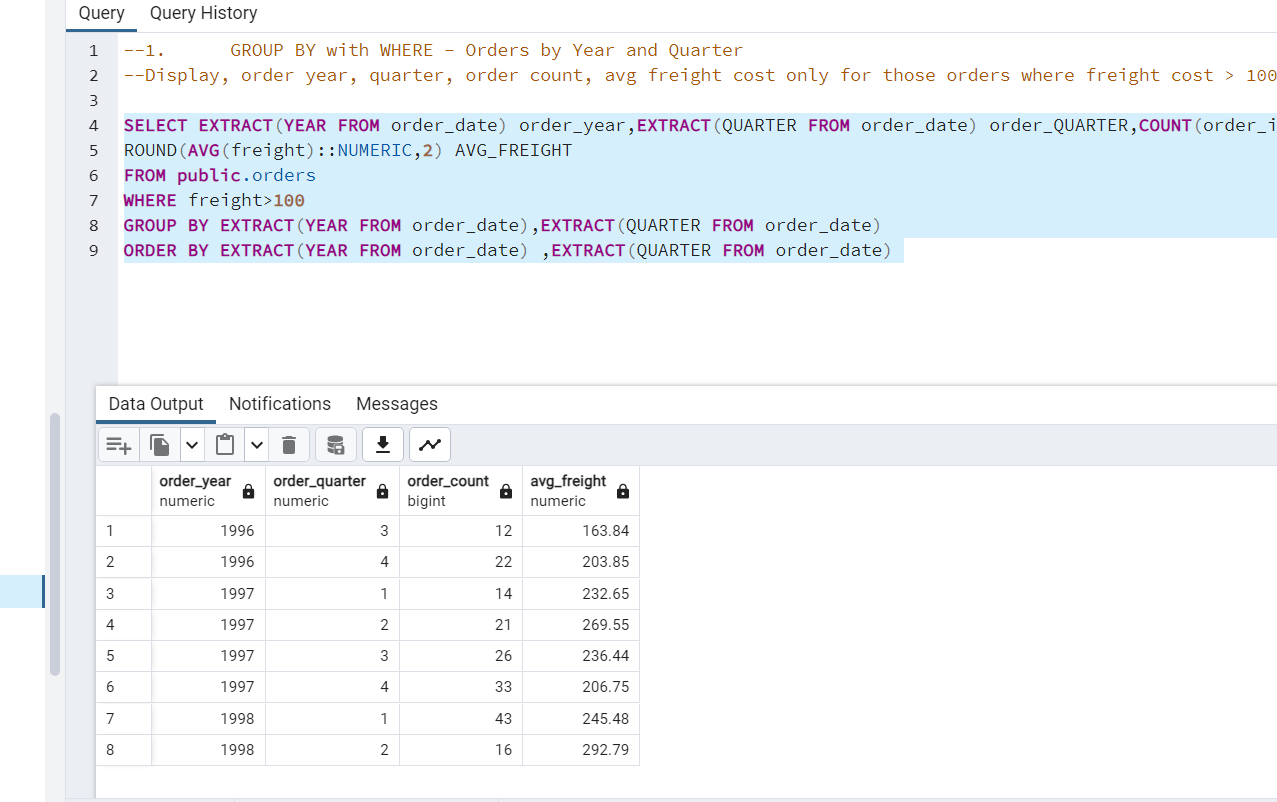 Query Query History
1 --1. GROUP BY with WHERE - Orders by Year and Quarter
2 --Display, order year, quarter, order count, avg freight cost only for those orders where freight cost > 100
3
4 SELECT EXTRACT(YEAR FROM order_date) order_year,EXTRACT(QUARTER FROM order_date) order_QUARTER,COUNT(order_i
5 ROUND(AVG(freight)::NUMERIC,2) AVG_FREIGHT
6 FROM public.orders
7 WHERE freight>100
8 GROUP BY EXTRACT(YEAR FROM order_date),EXTRACT(QUARTER FROM order_date)
9 ORDER BY EXTRACT(YEAR FROM order_date) ,EXTRACT(QUARTER FROM order_date)
Data Output Notifications Messages
order_year order_quarter order_count avg_freight
numeric numeric bigint numeric
1 1996 3 12 163.84
2 1996 4 22 203.85
3 1997 1 14 232.65
4 1997 2 21 269.55
5 1997 3 26 236.44
6 1997 4 33 206.75
7 1998 1 43 245.48
8 1998 2 16 292.79